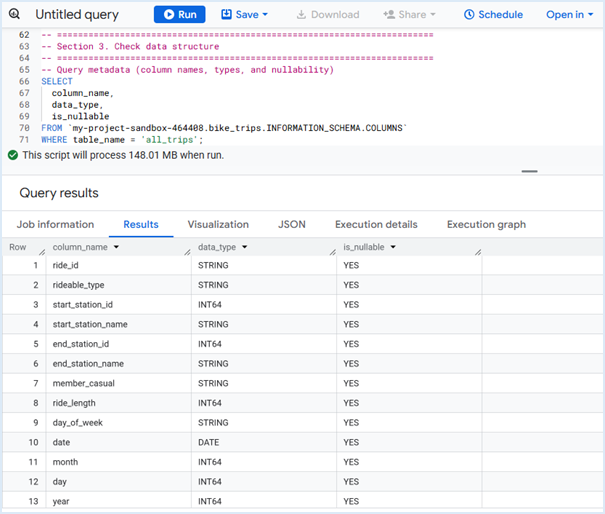 Untitled query Run Save Download Share Schedule Open in
62 -- =======================================================================
63 -- Section 3. Check data structure
64 -- =======================================================================
65 -- Query metadata (column names, types, and nullability)
66 SELECT
67 column_name,
68 data_type,
69 is_nullable
70 FROM `my-project-sandbox-464408.bike_trips.INFORMATION_SCHEMA.COLUMNS`
71 WHERE table_name = 'all_trips';
This script will process 148.01 MB when run.
Query results
Job information Results Visualization JSON Execution details Execution graph
Row column_name data_type is_nullable
1 ride_id STRING YES
2 rideable_type STRING YES
3 start_station_id INT64 YES
4 start_station_name STRING YES
5 end_station_id INT64 YES
6 end_station_name STRING YES
7 member_casual STRING YES
8 ride_length INT64 YES
9 day_of_week STRING YES
10 date DATE YES
11 month INT64 YES
12 day INT64 YES
13 year INT64 YES